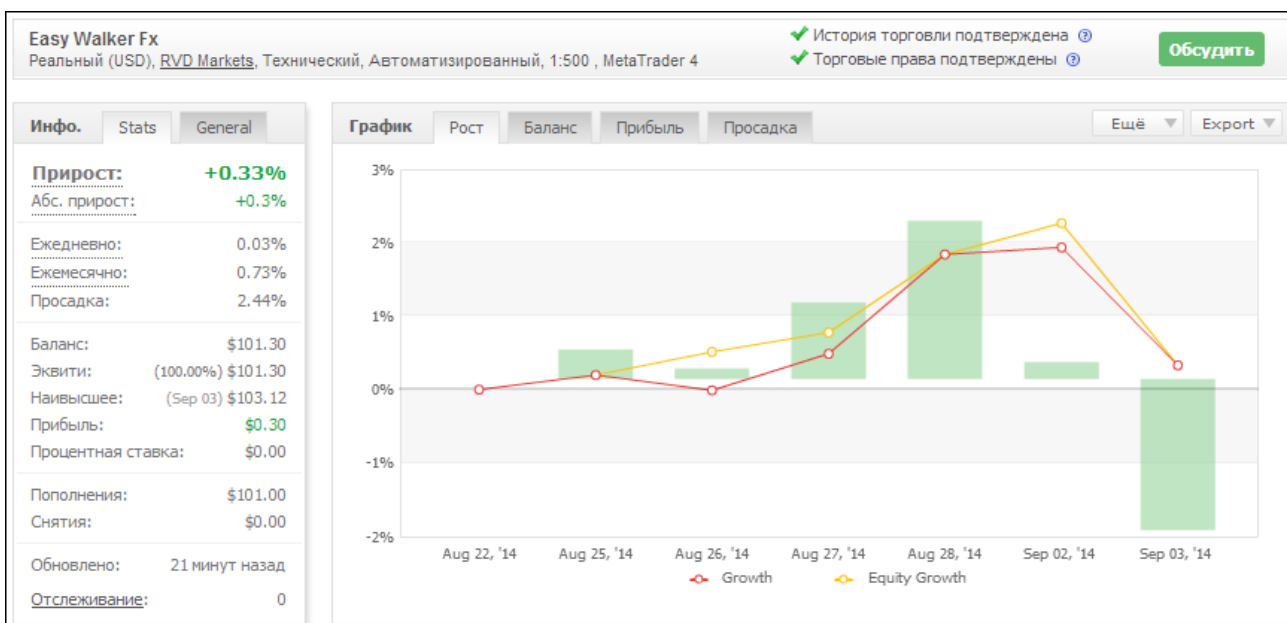 Easy Walker Fx
Реальный (USD), RVD Markets, Технический, Автоматизированный, 1:500 , MetaTrader 4
История торговли подтверждена
Торговые права подтверждены
Обсудить
Инфо. Stats General
Прирост: +0.33%
Абс. прирост: +0.3%
Ежедневно: 0.03%
Ежемесячно: 0.73%
Просадка: 2.44%
Баланс: $101.30
Эквити: (100.00%) $101.30
Наивысшее: (Sep 03) $103.12
Прибыль: $0.30
Процентная ставка: $0.00
Пополнения: $101.00
Снятия: $0.00
Обновлено: 21 минут назад
Отслеживание: 0
График Рост Баланс Прибыль Просадка Ещё Export
3%
2%
1%
0%
-1%
-2%
Aug 22, '14 Aug 25, '14 Aug 26, '14 Aug 27, '14 Aug 28, '14 Sep 02, '14 Sep 03, '14
Growth Equity Growth